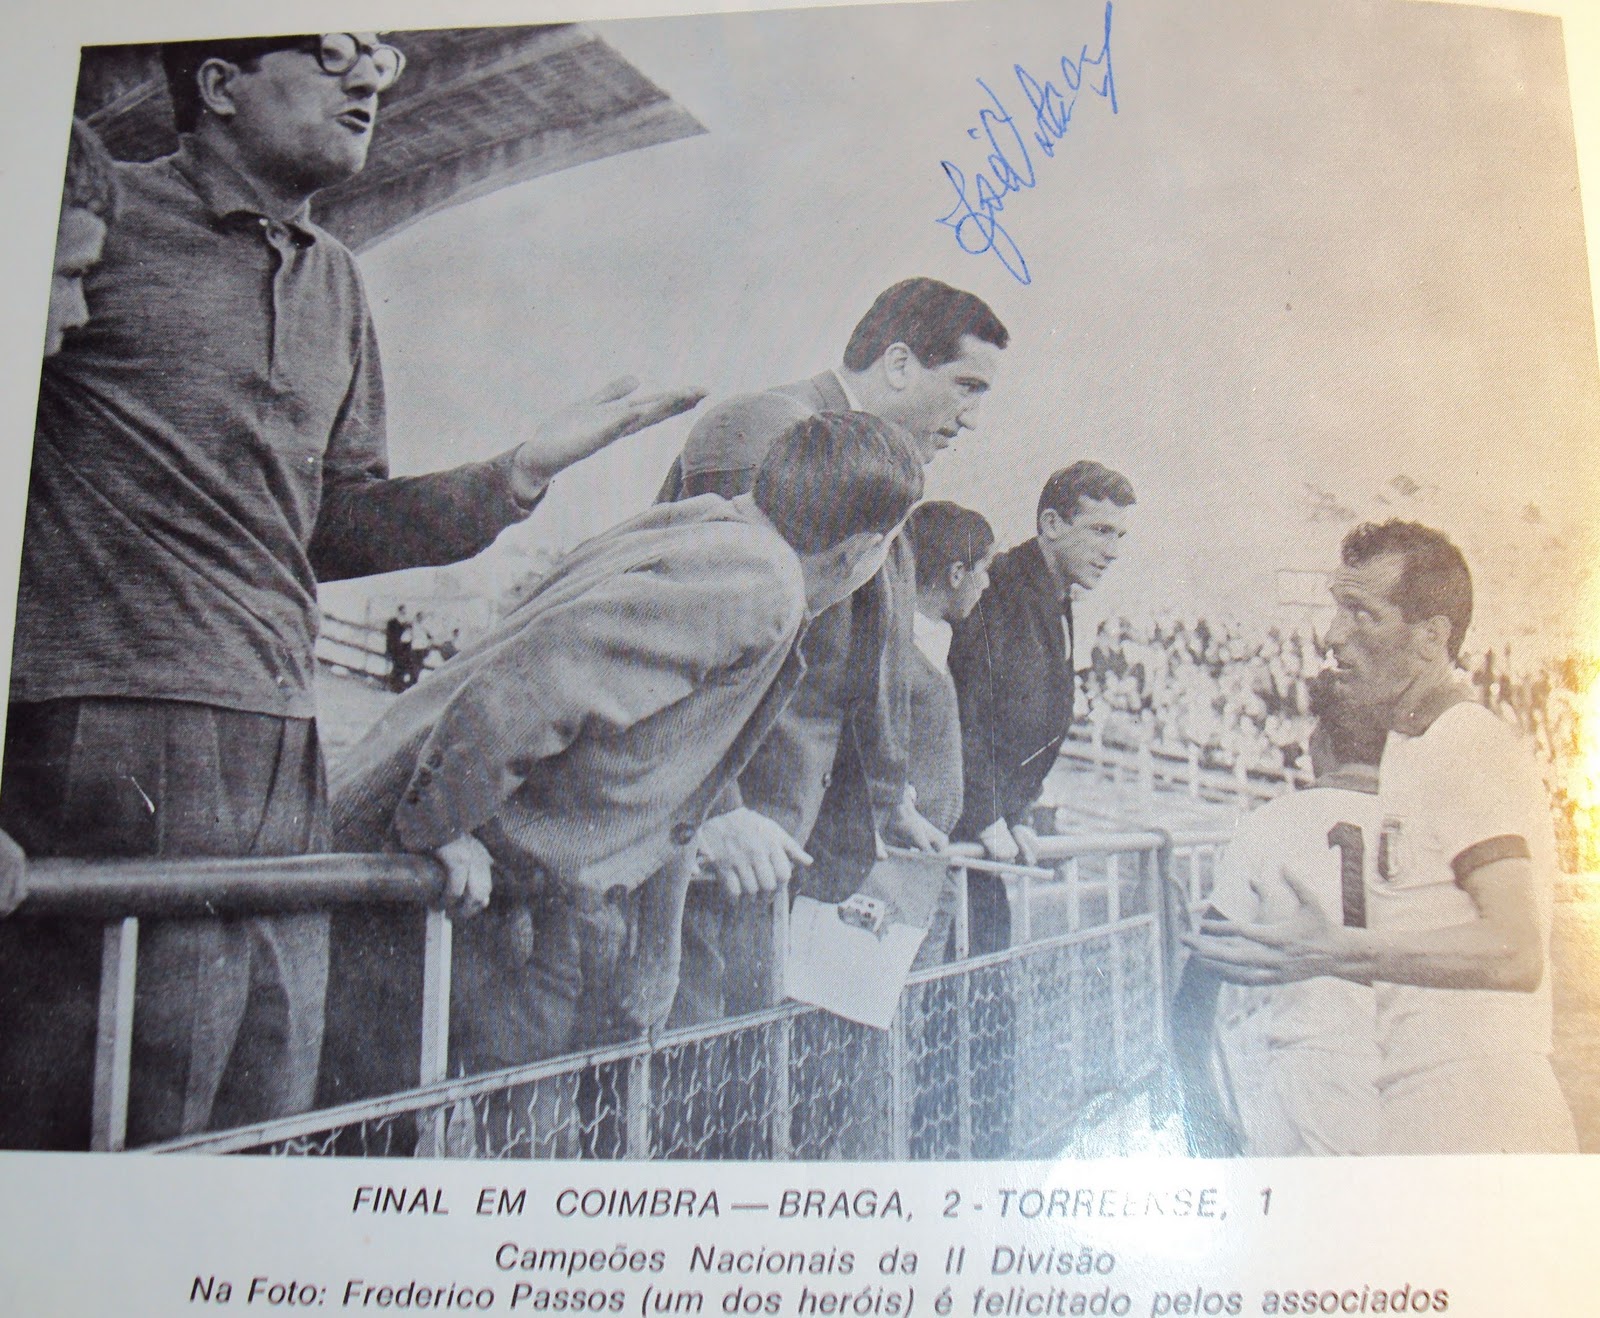 1
FINAL EM COIMBRA — BRAGA, 2 - TORREENSE, 1
Campeões Nacionais da II Divisão
Na Foto: Frederico Passos (um dos heróis) é felicitado pelos associados